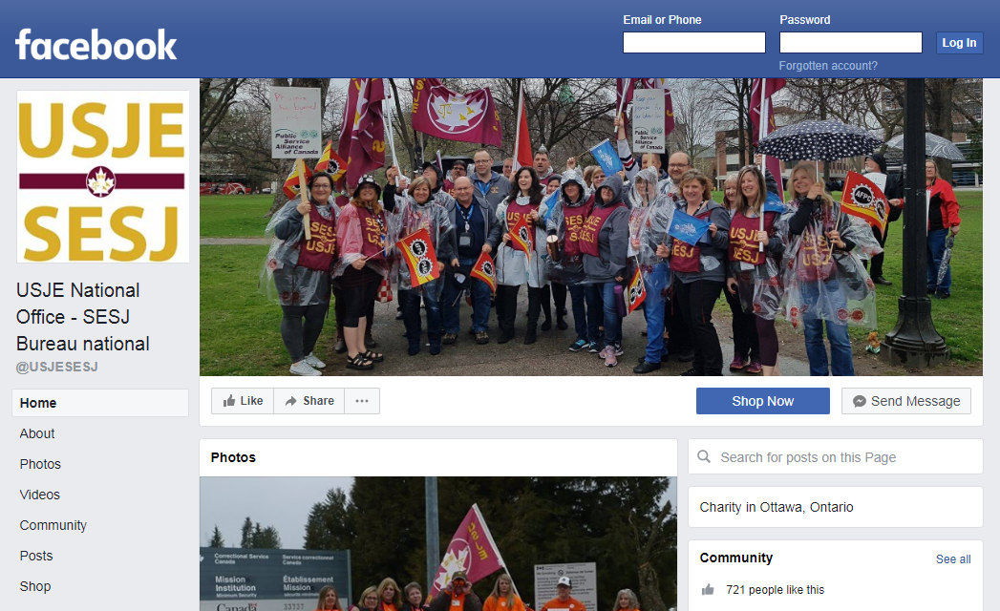 facebook
Email or Phone
Password
Log In
Forgotten account?
USJE
SESJ
USJE National
Office - SESJ
Bureau national
@USJESESJ
Home
About
Photos
Videos
Community
Posts
Shop
Public
Service
Alliance
of Canada
SESJ
USJE
AFPC
Like
Share
...
Shop Now
Send Message
Photos
Search for posts on this Page
Charity in Ottawa, Ontario
Community
See all
721 people like this
Correctional Service
Canada
Service correctionnel
Canada
Mission
Institution
Minimum Security
Établissement
Mission
sécurité minimale
Canada
33737
USJE